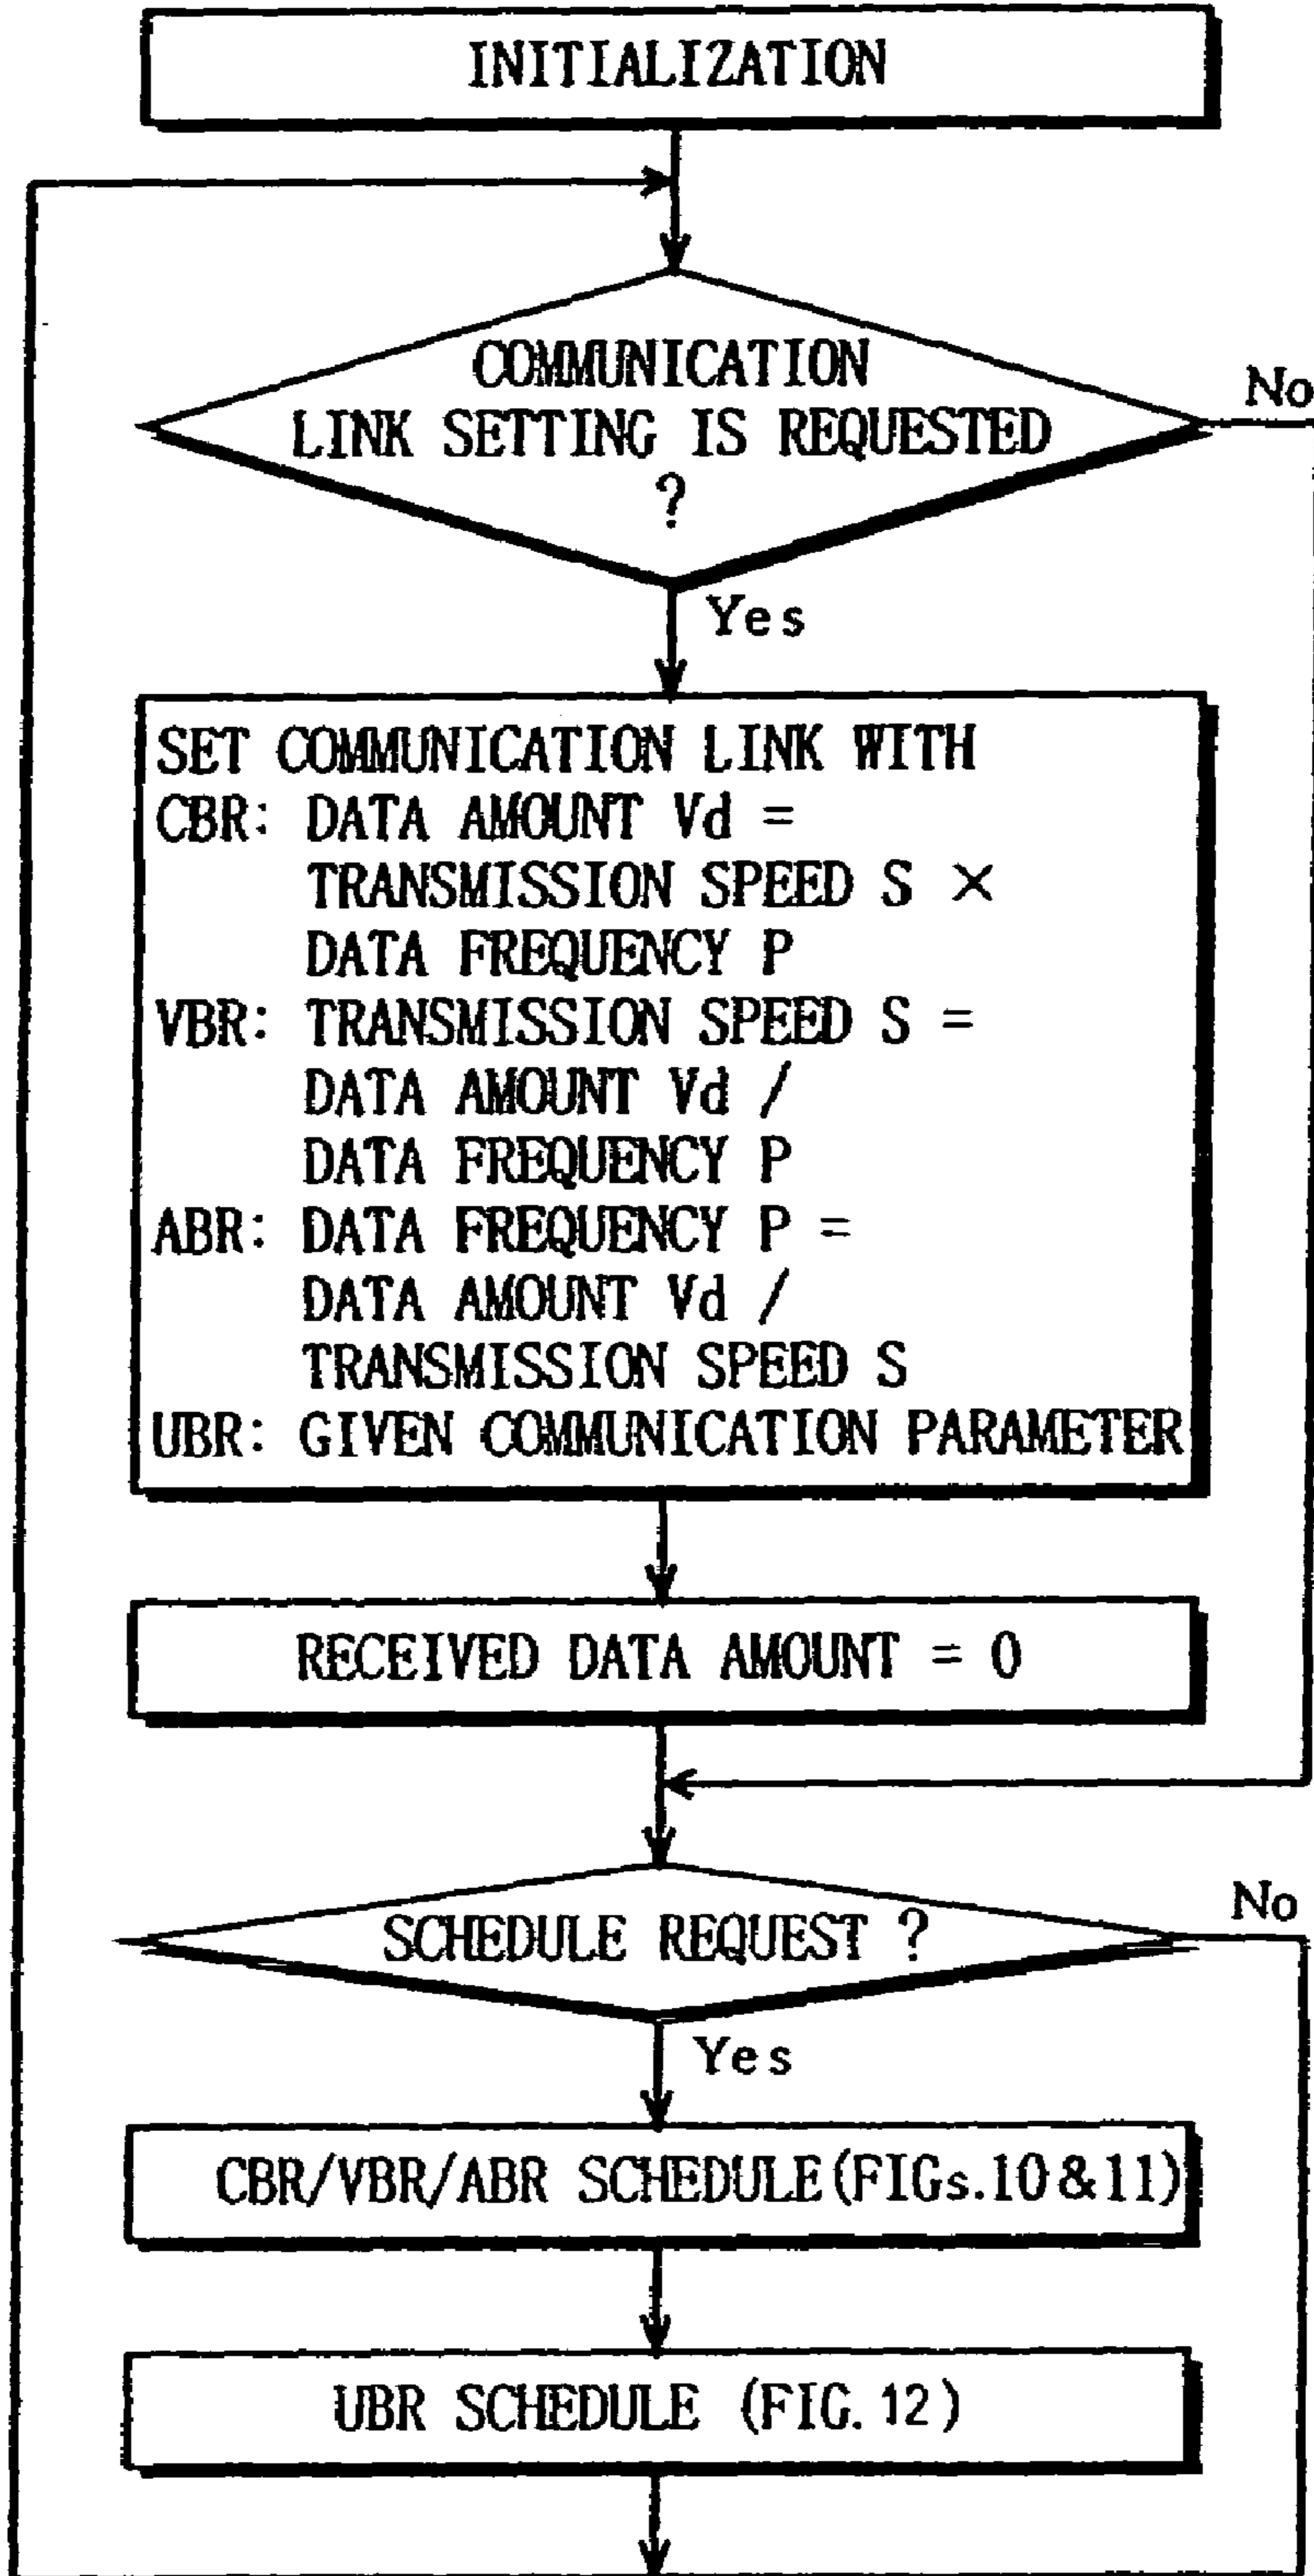 INITIALIZATION
COMMUNICATION
LINK SETTING IS REQUESTED
?
No
Yes
SET COMMUNICATION LINK WITH
CBR: DATA AMOUNT Vd =
TRANSMISSION SPEED S ×
DATA FREQUENCY P
VBR: TRANSMISSION SPEED S =
DATA AMOUNT Vd /
DATA FREQUENCY P
ABR: DATA FREQUENCY P =
DATA AMOUNT Vd /
TRANSMISSION SPEED S
UBR: GIVEN COMMUNICATION PARAMETER
RECEIVED DATA AMOUNT = 0
SCHEDULE REQUEST ?
No
Yes
CBR/VBR/ABR SCHEDULE(FIGs.10&11)
UBR SCHEDULE (FIG.12)